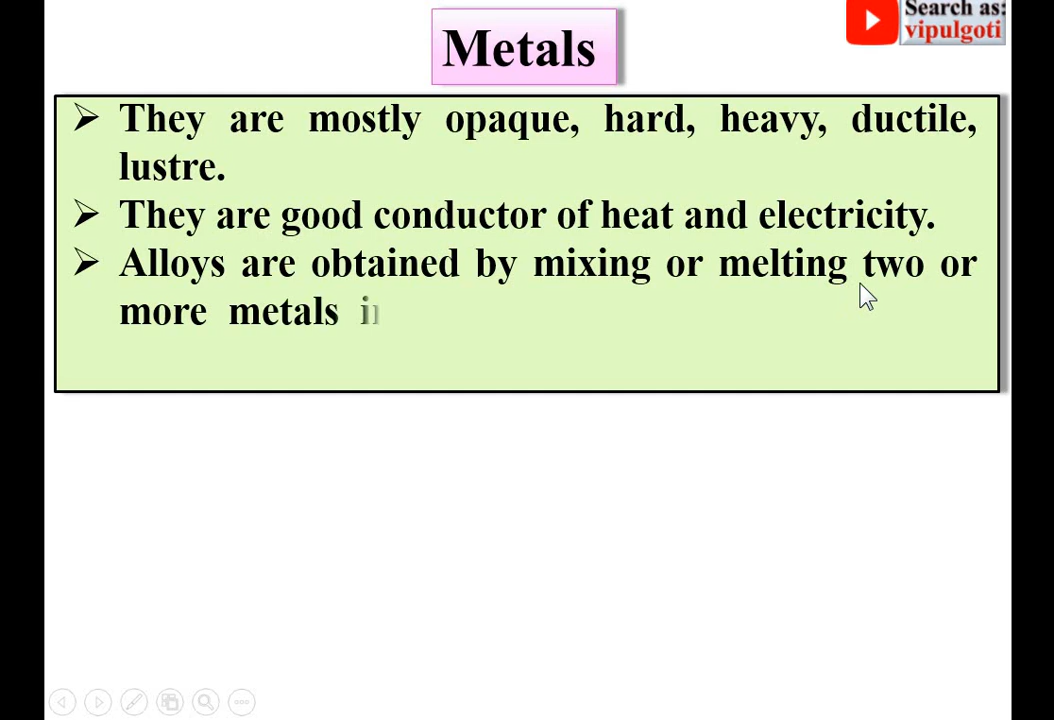 Search as:
vipulgoti
Metals
➢ They are mostly opaque, hard, heavy, ductile,
lustre.
➢ They are good conductor of heat and electricity.
➢ Alloys are obtained by mixing or melting two or
more metals